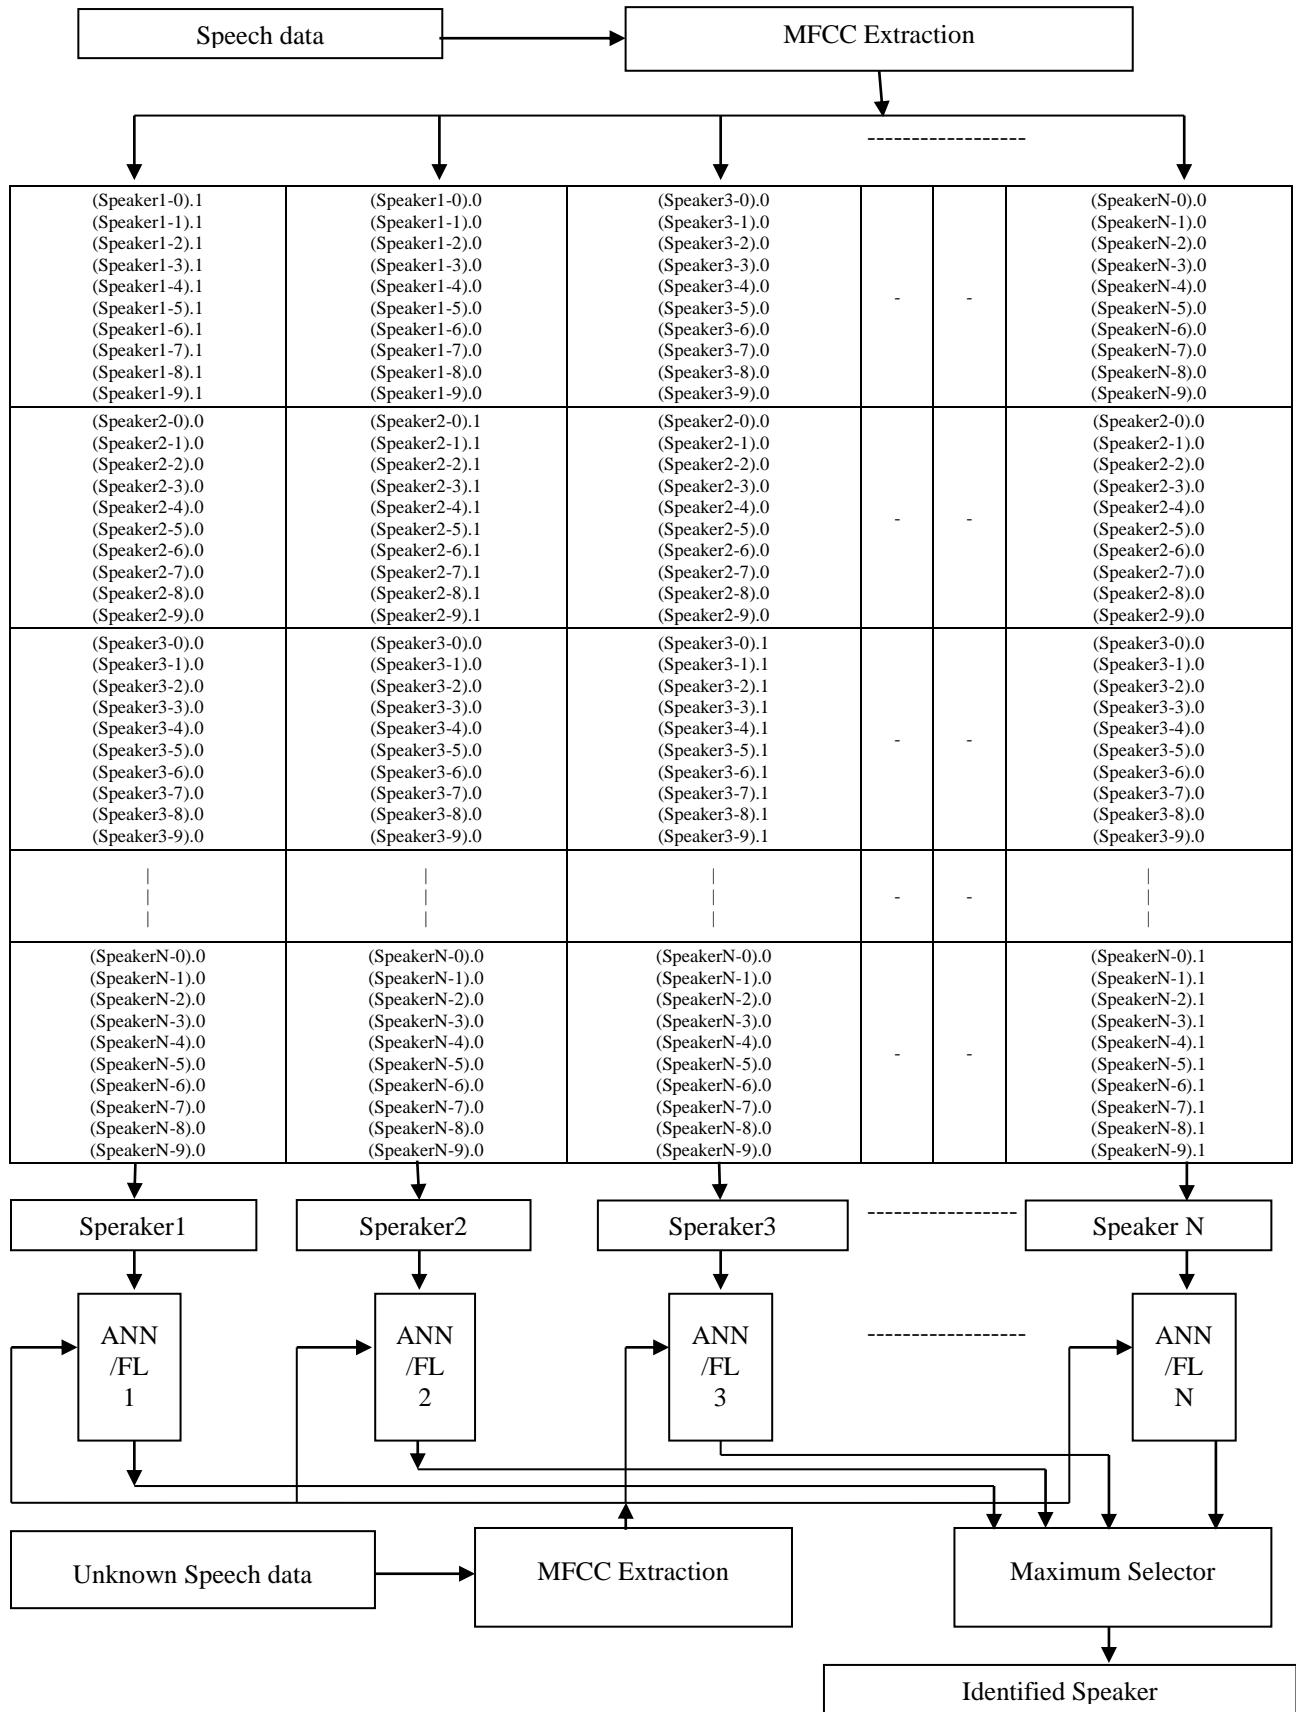 Speech data
MFCC Extraction
------------------
(Speaker1-0).1
(Speaker1-1).1
(Speaker1-2).1
(Speaker1-3).1
(Speaker1-4).1
(Speaker1-5).1
(Speaker1-6).1
(Speaker1-7).1
(Speaker1-8).1
(Speaker1-9).1
(Speaker1-0).0
(Speaker1-1).0
(Speaker1-2).0
(Speaker1-3).0
(Speaker1-4).0
(Speaker1-5).0
(Speaker1-6).0
(Speaker1-7).0
(Speaker1-8).0
(Speaker1-9).0
(Speaker3-0).0
(Speaker3-1).0
(Speaker3-2).0
(Speaker3-3).0
(Speaker3-4).0
(Speaker3-5).0
(Speaker3-6).0
(Speaker3-7).0
(Speaker3-8).0
(Speaker3-9).0
-
-
(SpeakerN-0).0
(SpeakerN-1).0
(SpeakerN-2).0
(SpeakerN-3).0
(SpeakerN-4).0
(SpeakerN-5).0
(SpeakerN-6).0
(SpeakerN-7).0
(SpeakerN-8).0
(SpeakerN-9).0
(Speaker2-0).0
(Speaker2-1).0
(Speaker2-2).0
(Speaker2-3).0
(Speaker2-4).0
(Speaker2-5).0
(Speaker2-6).0
(Speaker2-7).0
(Speaker2-8).0
(Speaker2-9).0
(Speaker2-0).1
(Speaker2-1).1
(Speaker2-2).1
(Speaker2-3).1
(Speaker2-4).1
(Speaker2-5).1
(Speaker2-6).1
(Speaker2-7).1
(Speaker2-8).1
(Speaker2-9).1
(Speaker2-0).0
(Speaker2-1).0
(Speaker2-2).0
(Speaker2-3).0
(Speaker2-4).0
(Speaker2-5).0
(Speaker2-6).0
(Speaker2-7).0
(Speaker2-8).0
(Speaker2-9).0
-
-
(Speaker2-0).0
(Speaker2-1).0
(Speaker2-2).0
(Speaker2-3).0
(Speaker2-4).0
(Speaker2-5).0
(Speaker2-6).0
(Speaker2-7).0
(Speaker2-8).0
(Speaker2-9).0
(Speaker3-0).0
(Speaker3-1).0
(Speaker3-2).0
(Speaker3-3).0
(Speaker3-4).0
(Speaker3-5).0
(Speaker3-6).0
(Speaker3-7).0
(Speaker3-8).0
(Speaker3-9).0
(Speaker3-0).0
(Speaker3-1).0
(Speaker3-2).0
(Speaker3-3).0
(Speaker3-4).0
(Speaker3-5).0
(Speaker3-6).0
(Speaker3-7).0
(Speaker3-8).0
(Speaker3-9).0
(Speaker3-0).1
(Speaker3-1).1
(Speaker3-2).1
(Speaker3-3).1
(Speaker3-4).1
(Speaker3-5).1
(Speaker3-6).1
(Speaker3-7).1
(Speaker3-8).1
(Speaker3-9).1
-
-
(Speaker3-0).0
(Speaker3-1).0
(Speaker3-2).0
(Speaker3-3).0
(Speaker3-4).0
(Speaker3-5).0
(Speaker3-6).0
(Speaker3-7).0
(Speaker3-8).0
(Speaker3-9).0
|
|
|
|
|
|
|
|
|
-
-
|
|
|
(SpeakerN-0).0
(SpeakerN-1).0
(SpeakerN-2).0
(SpeakerN-3).0
(SpeakerN-4).0
(SpeakerN-5).0
(SpeakerN-6).0
(SpeakerN-7).0
(SpeakerN-8).0
(SpeakerN-9).0
(SpeakerN-0).0
(SpeakerN-1).0
(SpeakerN-2).0
(SpeakerN-3).0
(SpeakerN-4).0
(SpeakerN-5).0
(SpeakerN-6).0
(SpeakerN-7).0
(SpeakerN-8).0
(SpeakerN-9).0
(SpeakerN-0).0
(SpeakerN-1).0
(SpeakerN-2).0
(SpeakerN-3).0
(SpeakerN-4).0
(SpeakerN-5).0
(SpeakerN-6).0
(SpeakerN-7).0
(SpeakerN-8).0
(SpeakerN-9).0
-
-
(SpeakerN-0).1
(SpeakerN-1).1
(SpeakerN-2).1
(SpeakerN-3).1
(SpeakerN-4).1
(SpeakerN-5).1
(SpeakerN-6).1
(SpeakerN-7).1
(SpeakerN-8).1
(SpeakerN-9).1
Speraker1
Speraker2
Speraker3
-----------------
Speaker N
ANN
/FL
1
ANN
/FL
2
ANN
/FL
3
------------------
ANN
/FL
N
Unknown Speech data
MFCC Extraction
Maximum Selector
Identified Speaker